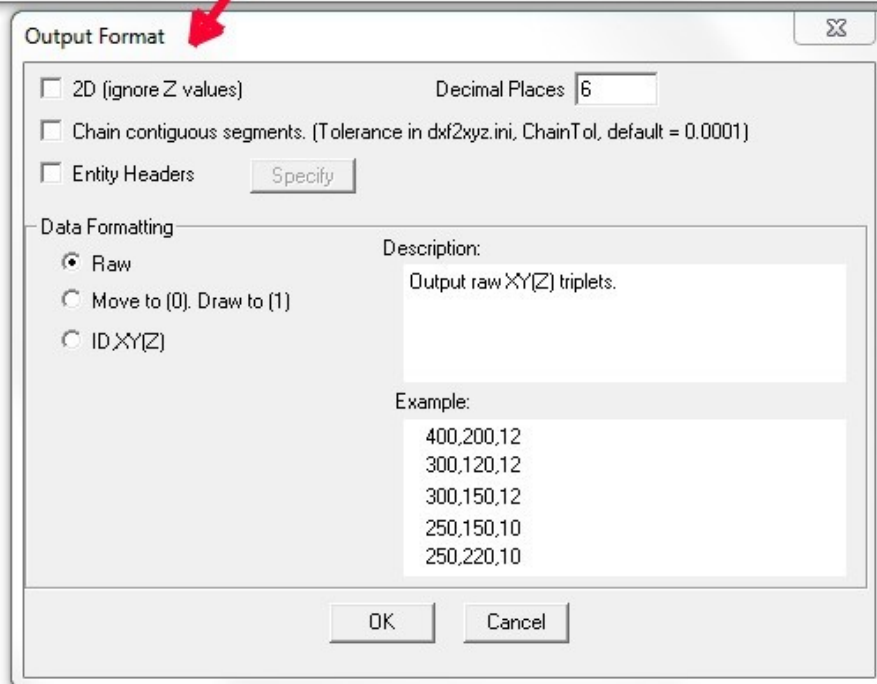 Output Format
2D (ignore Z values) Decimal Places 6
Chain contiguous segments. (Tolerance in dxf2xyz.ini, ChainTol, default = 0.0001)
Entity Headers Specify
Data Formatting
Raw
Move to (0). Draw to (1)
ID,XY(Z)
Description:
Output raw XY(Z) triplets.
Example:
400,200,12
300,120,12
300,150,12
250,150,10
250,220,10
OK Cancel